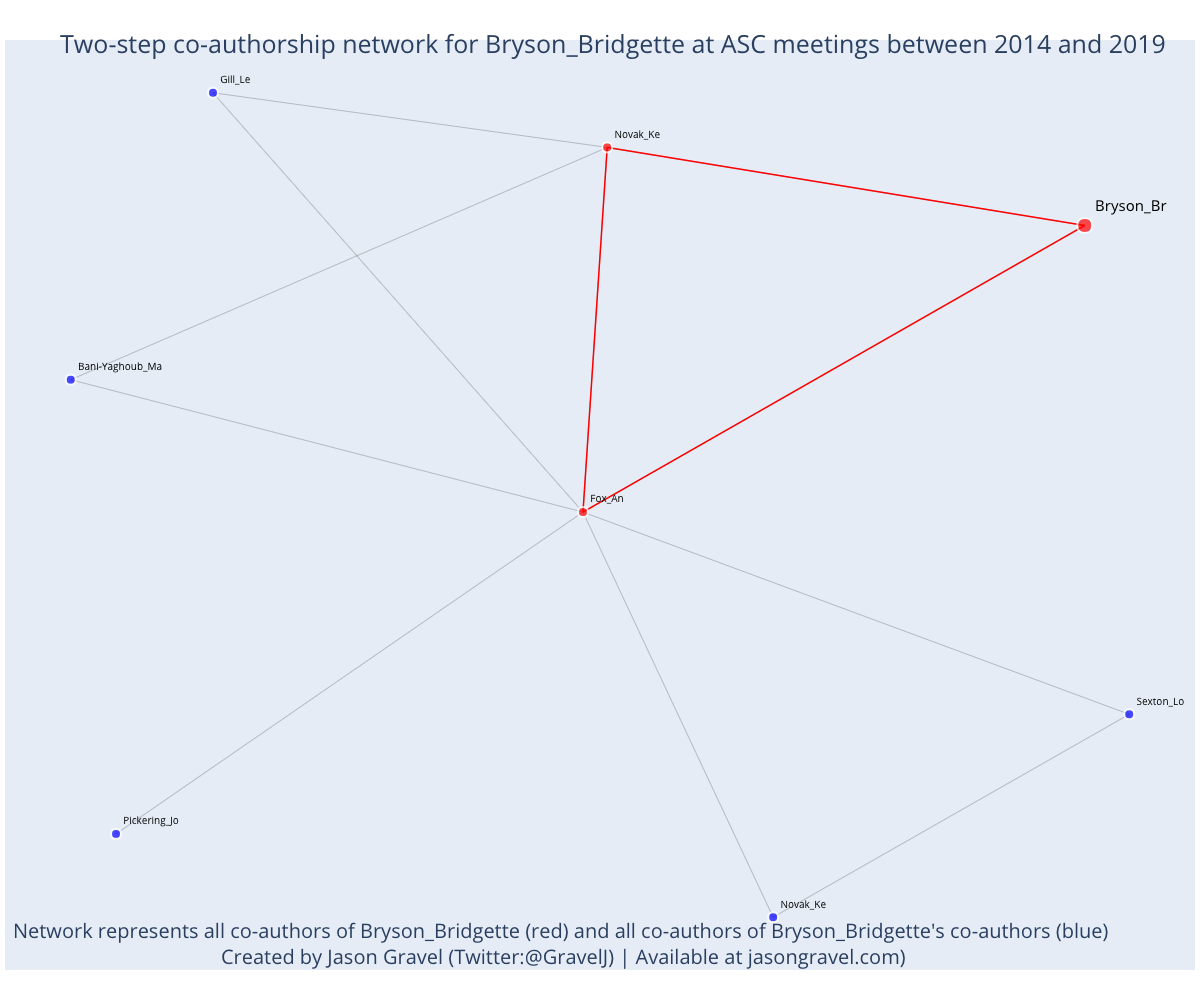 Two-step co-authorship network for Bryson_Bridgette at ASC meetings between 2014 and 2019
Gill_Le
Novak_Ke
Bryson_Br
Bani-Yaghoub_Ma
Fox_An
Sexton_Lo
Pickering_Jo
Novak_Ke
Network represents all co-authors of Bryson_Bridgette (red) and all co-authors of Bryson_Bridgette's co-authors (blue)
Created by Jason Gravel (Twitter:@GravelJ) | Available at jasongravel.com)